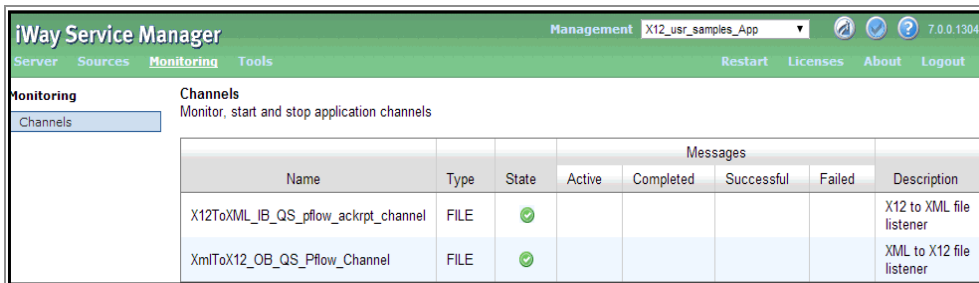 iWay Service Manager
Management X12_usr_samples_App 7.0.0.1304
Server Sources Monitoring Tools Restart Licenses About Logout
Monitoring
Channels
Channels
Monitor, start and stop application channels
Messages
Name Type State Active Completed Successful Failed Description
X12ToXML_IB_QS_pflow_ackrpt_channel FILE X12 to XML file
listener
XmlToX12_OB_QS_Pflow_Channel FILE XML to X12 file
listener